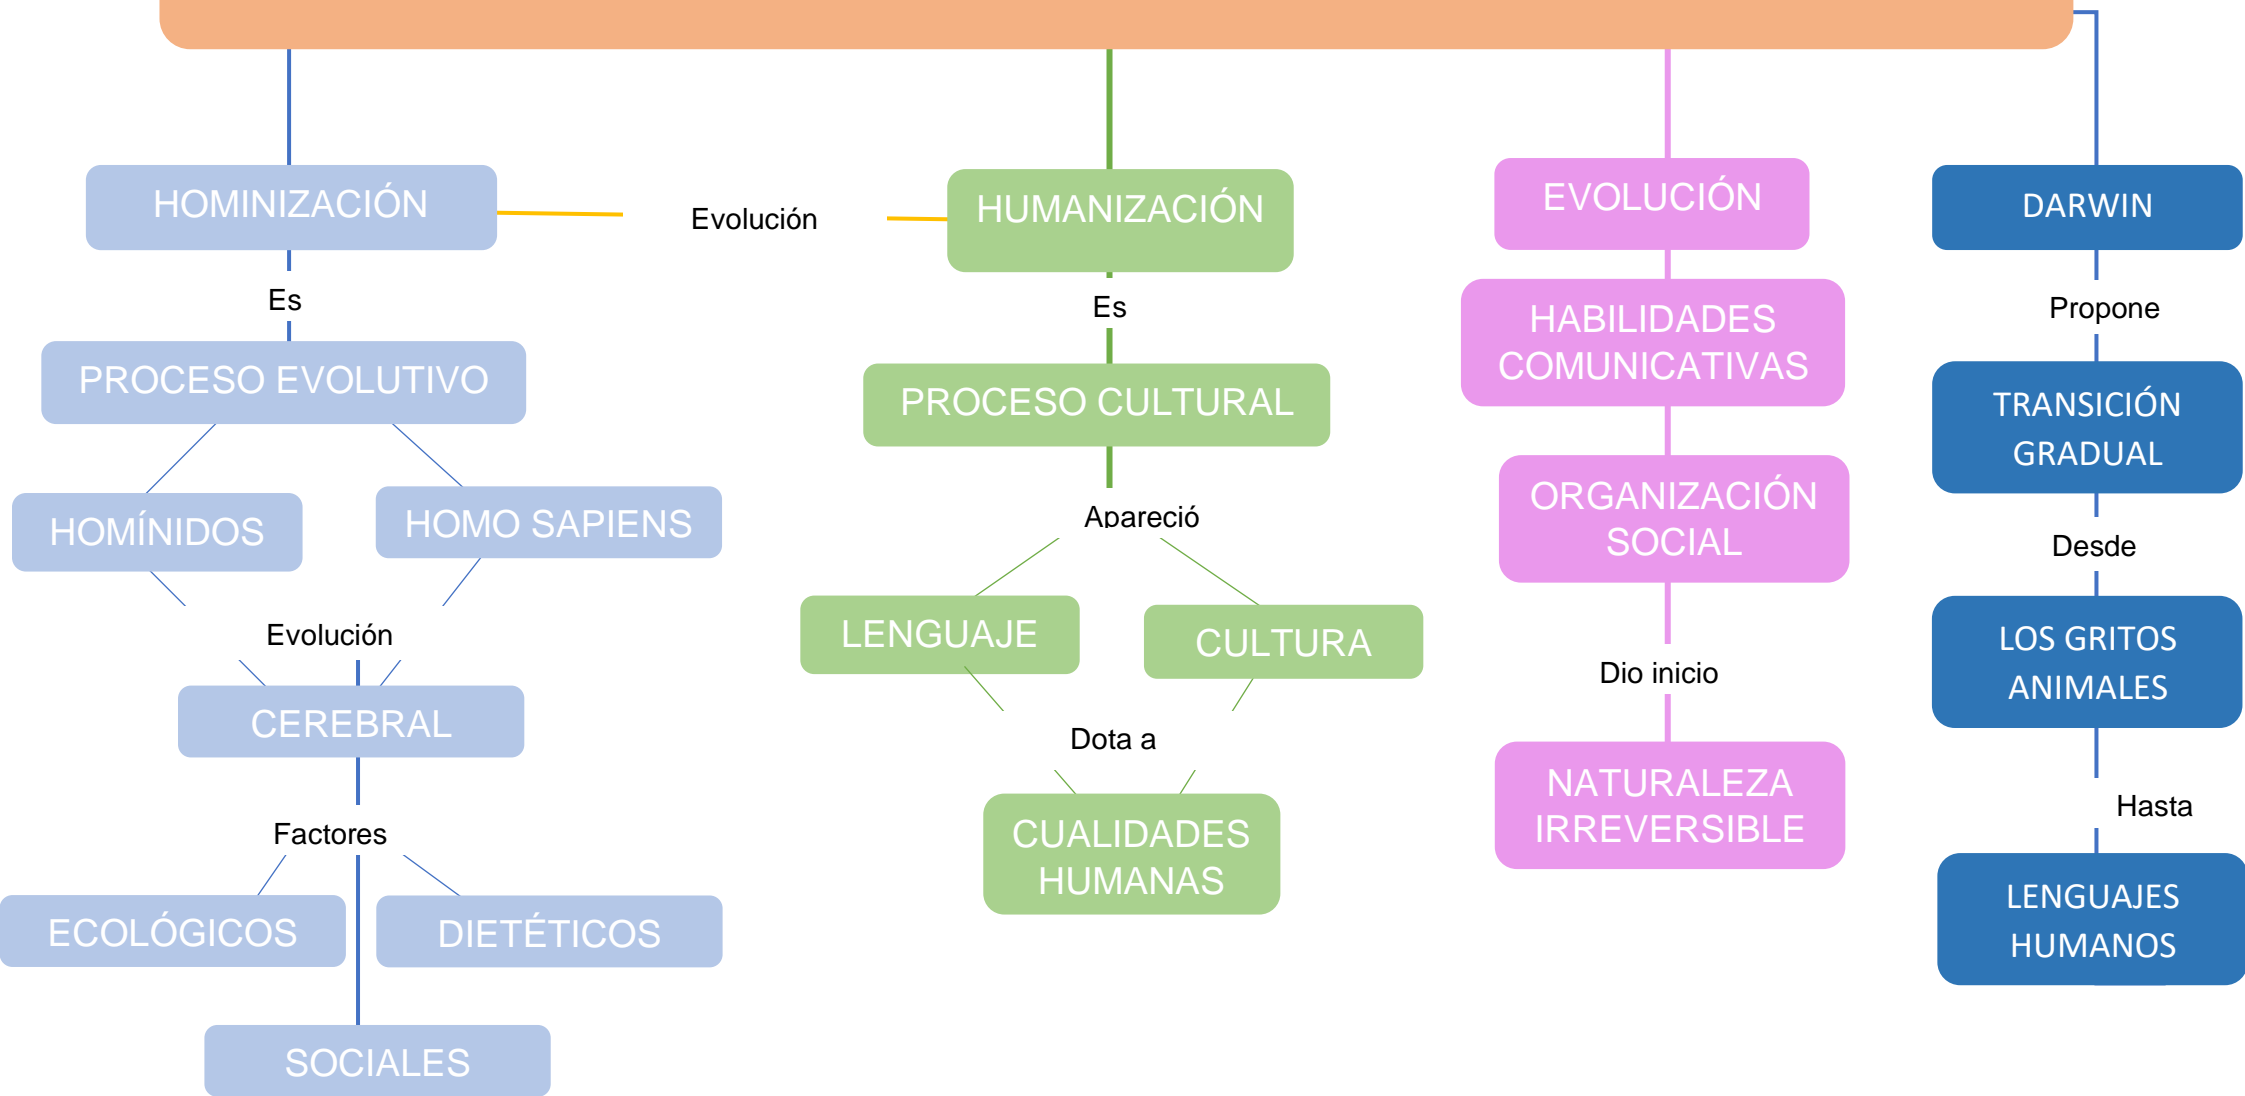 HOMINIZACIÓN
Evolución
HUMANIZACIÓN
EVOLUCIÓN
DARWIN
Es
PROCESO EVOLUTIVO
HOMÍNIDOS
HOMO SAPIENS
Evolución
CEREBRAL
Factores
ECOLÓGICOS
DIETÉTICOS
SOCIALES
Es
PROCESO CULTURAL
Apareció
LENGUAJE
CULTURA
Dota a
CUALIDADES
HUMANAS
HABILIDADES
COMUNICATIVAS
ORGANIZACIÓN
SOCIAL
Dio inicio
NATURALEZA
IRREVERSIBLE
Propone
TRANSICIÓN
GRADUAL
Desde
LOS GRITOS
ANIMALES
Hasta
LENGUAJES
HUMANOS